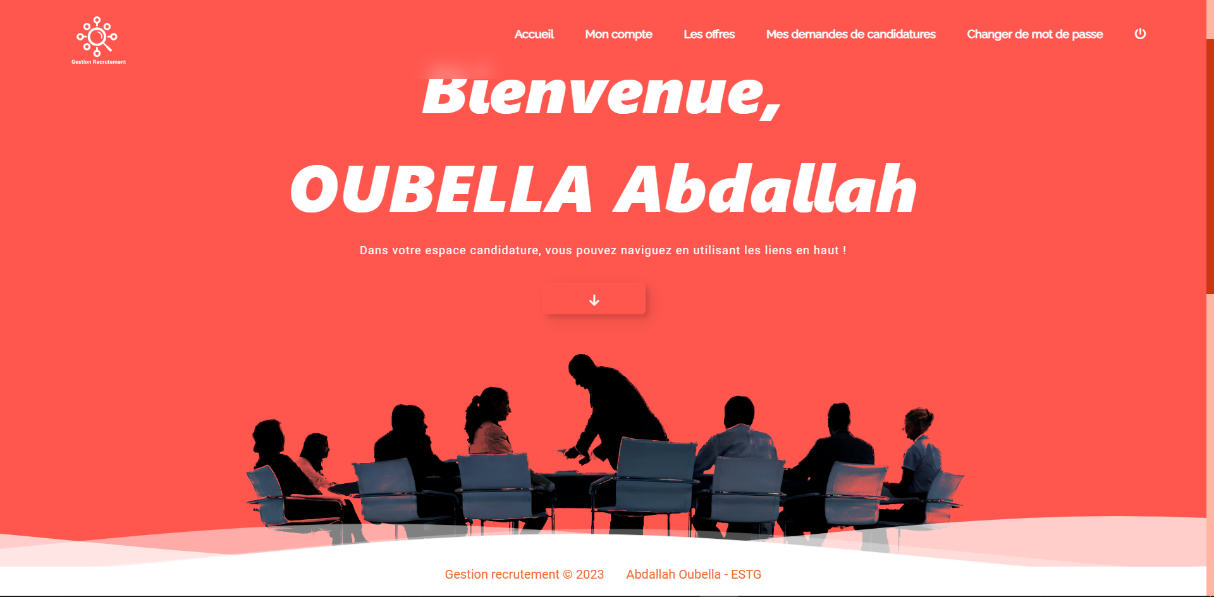 Gestion Recrutement
Accueil Mon compte Les offres Mes demandes de candidatures Changer de mot de passe
Bienvenue,
OUBELLA Abdallah
Dans votre espace candidature, vous pouvez naviguez en utilisant les liens en haut !
Gestion recrutement © 2023 Abdallah Oubella - ESTG